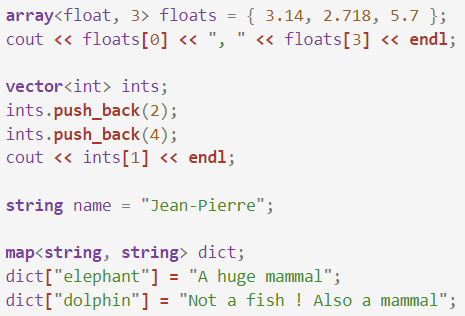 array<float, 3> floats = { 3.14, 2.718, 5.7 };
cout << floats[0] << ", " << floats[3] << endl;
vector<int> ints;
ints.push_back(2);
ints.push_back(4);
cout << ints[1] << endl;
string name = "Jean-Pierre";
map<string, string> dict;
dict["elephant"] = "A huge mammal";
dict["dolphin"] = "Not a fish ! Also a mammal";